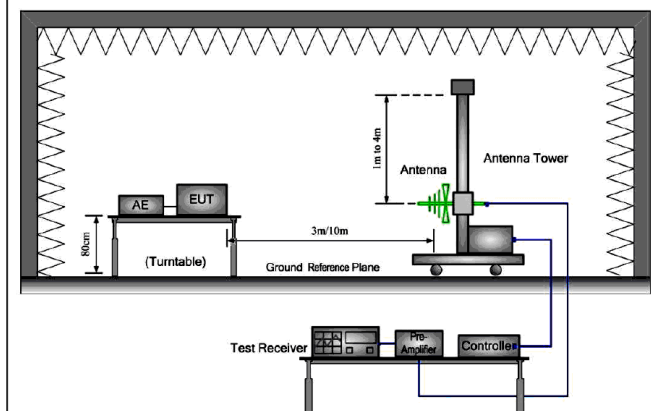 1m to 4m
Antenna
Antenna Tower
AE
EUT
80cm
(Turntable)
3m/10m
Ground Reference Plane
Test Receiver
Pre-
Amplifier
Controlle